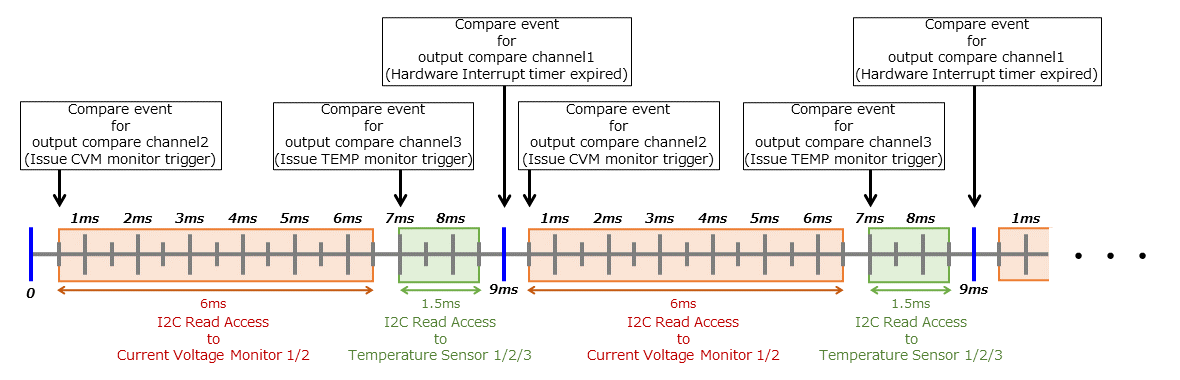 Compare event
for
output compare channel1
(Hardware Interrupt timer expired)
Compare event
for
output compare channel1
(Hardware Interrupt timer expired)
Compare event
for
output compare channel2
(Issue CVM monitor trigger)
Compare event
for
output compare channel3
(Issue TEMP monitor trigger)
Compare event
for
output compare channel2
(Issue CVM monitor trigger)
Compare event
for
output compare channel3
(Issue TEMP monitor trigger)
1ms 2ms 3ms 4ms 5ms 6ms 7ms 8ms 1ms 2ms 3ms 4ms 5ms 6ms 7ms 8ms 1ms
0 9ms 9ms
6ms
I2C Read Access
to
Current Voltage Monitor 1/2
1.5ms
I2C Read Access
to
Temperature Sensor 1/2/3
6ms
I2C Read Access
to
Current Voltage Monitor 1/2
1.5ms
I2C Read Access
to
Temperature Sensor 1/2/3